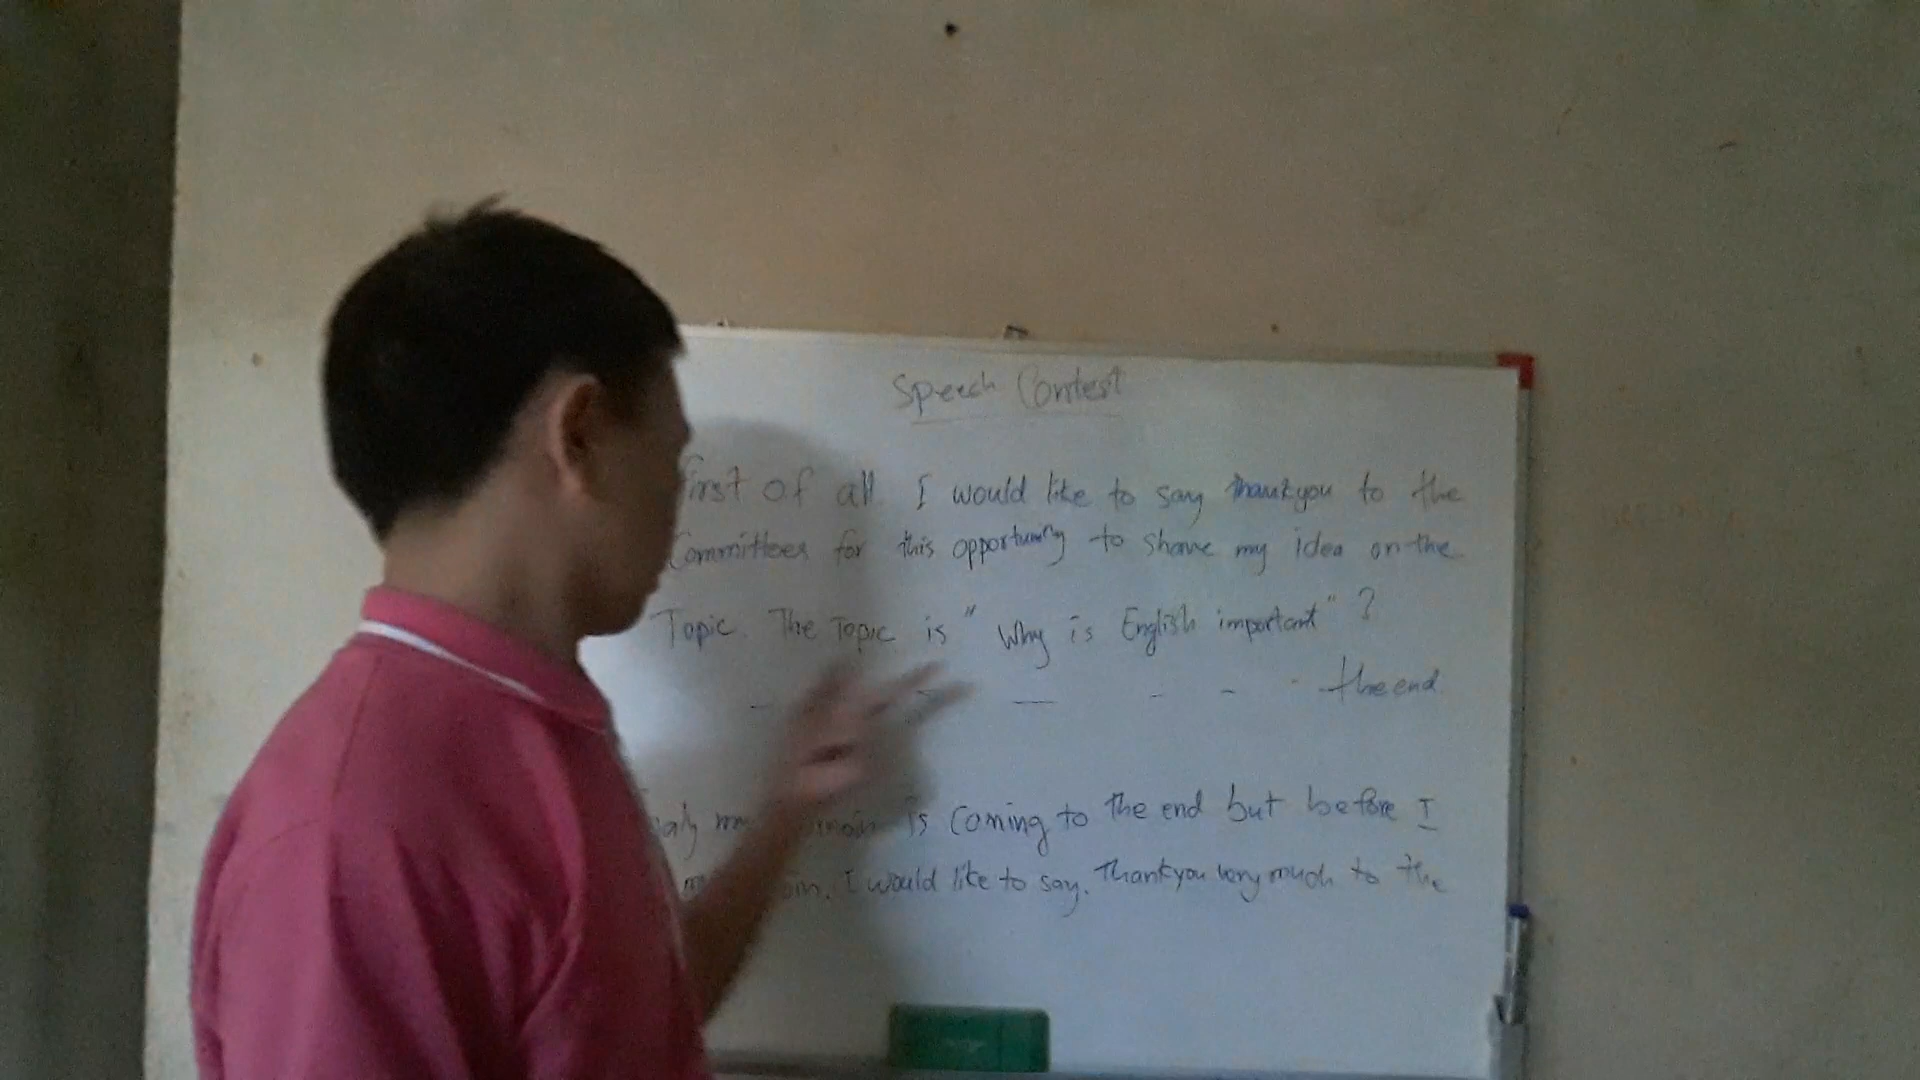 Speech Contest
First of all I would like to say thankyou to the
Committees for this opportunity to share my idea on the
Topic. The Topic is " Why is English important " ?
the end
is coming to the end but before I
I would like to say. Thankyou very much to the